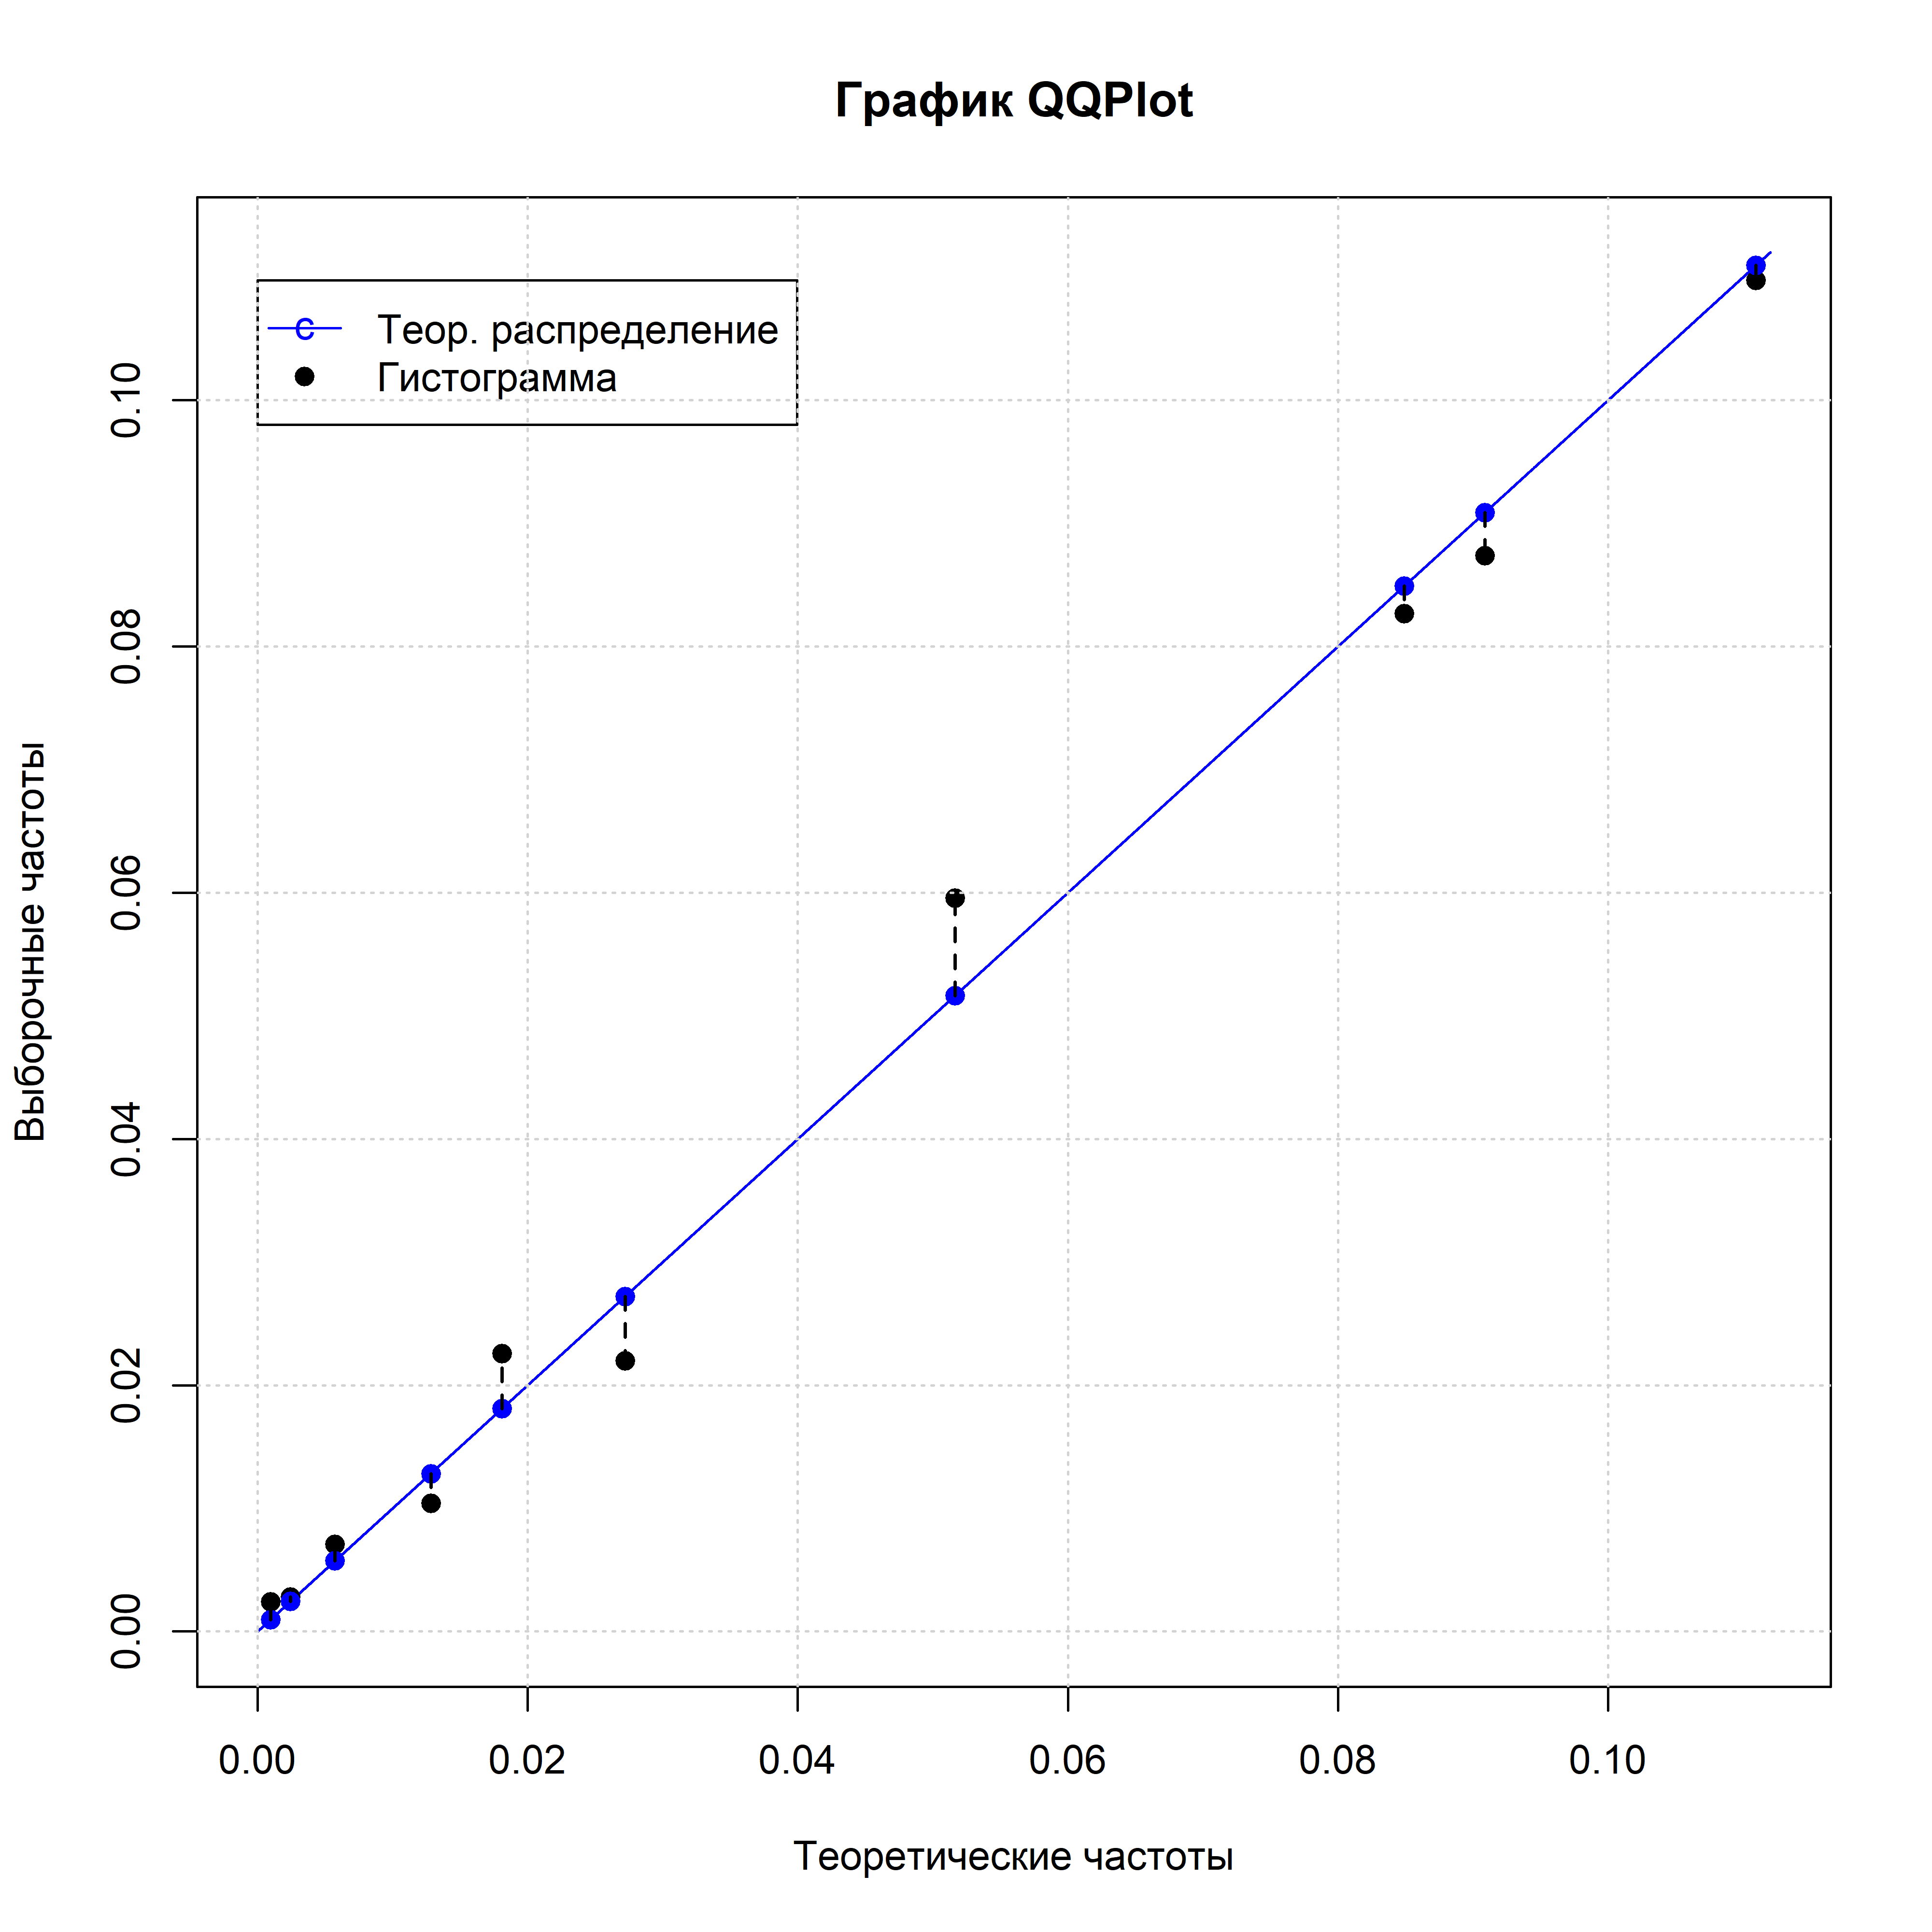 График QQPlot
С Теор. распределение
Гистограмма
Выборочные частоты
0.10
0.08
0.06
0.04
0.02
0.00
0.00 0.02 0.04 0.06 0.08 0.10
Теоретические частоты